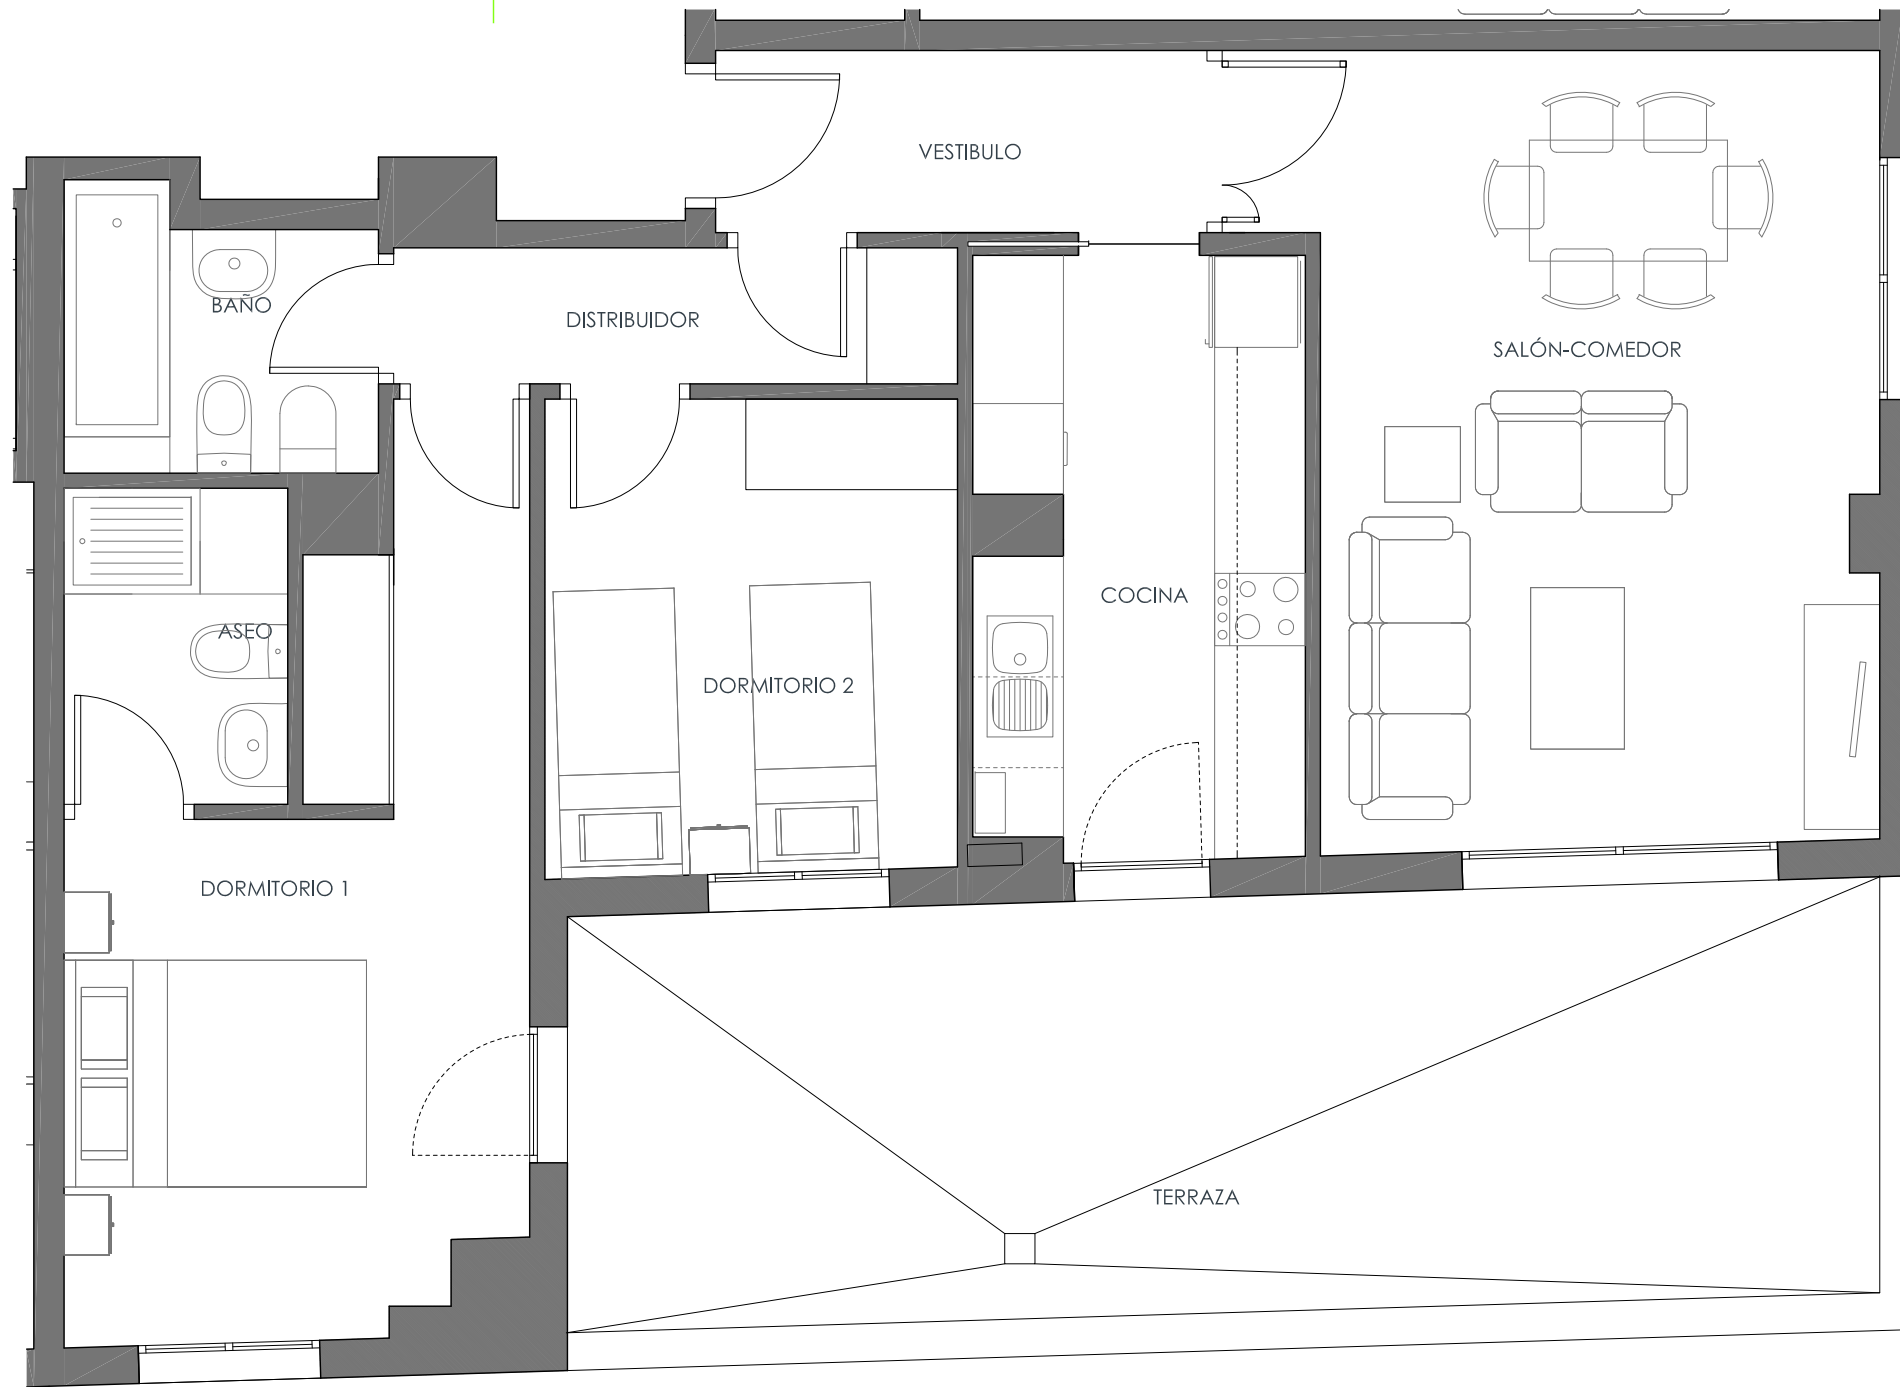 VESTIBULO
BAÑO
DISTRIBUIDOR
SALÓN-COMEDOR
COCINA
ASEO
DORMITORIO 2
DORMITORIO 1
TERRAZA